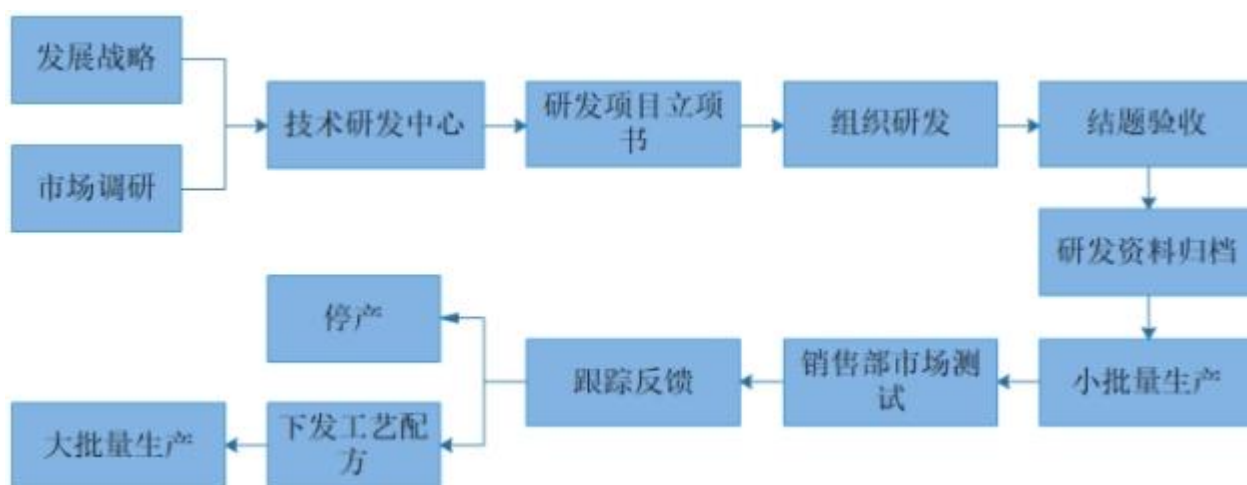 发展战略
市场调研
技术研发中心
研发项目立项
书
组织研发
结题验收
研发资料归档
小批量生产
销售部市场测
试
跟踪反馈
停产
下发工艺配
方
大批量生产